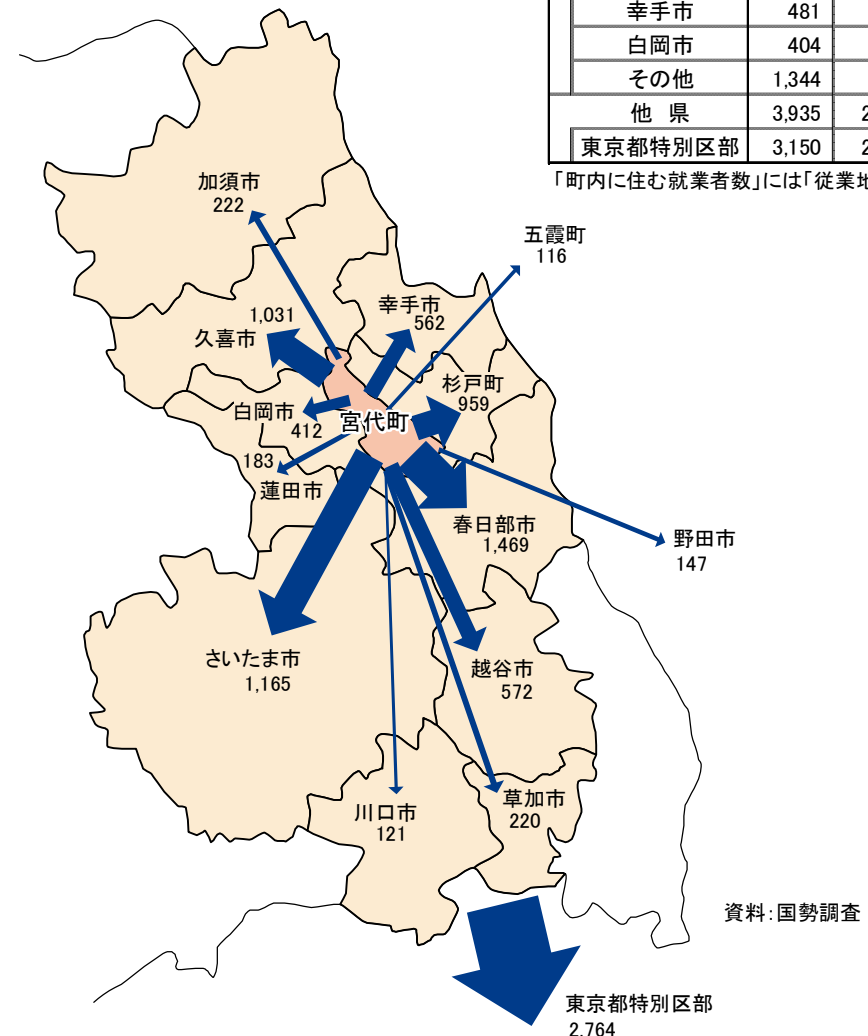 幸手市 481
白岡市 404
その他 1,344
他 県 3,935 2
東京都特別区部 3,150 2
「町内に住む就業者数」には「従業地
加須市
222
五霞町
116
幸手市
562
1,031
久喜市
杉戸町
959
白岡市
412
宮代町
183
蓮田市
春日部市
1,469
野田市
147
さいたま市
1,165
越谷市
572
川口市
121
草加市
220
資料:国勢調査
東京都特別区部
2,764